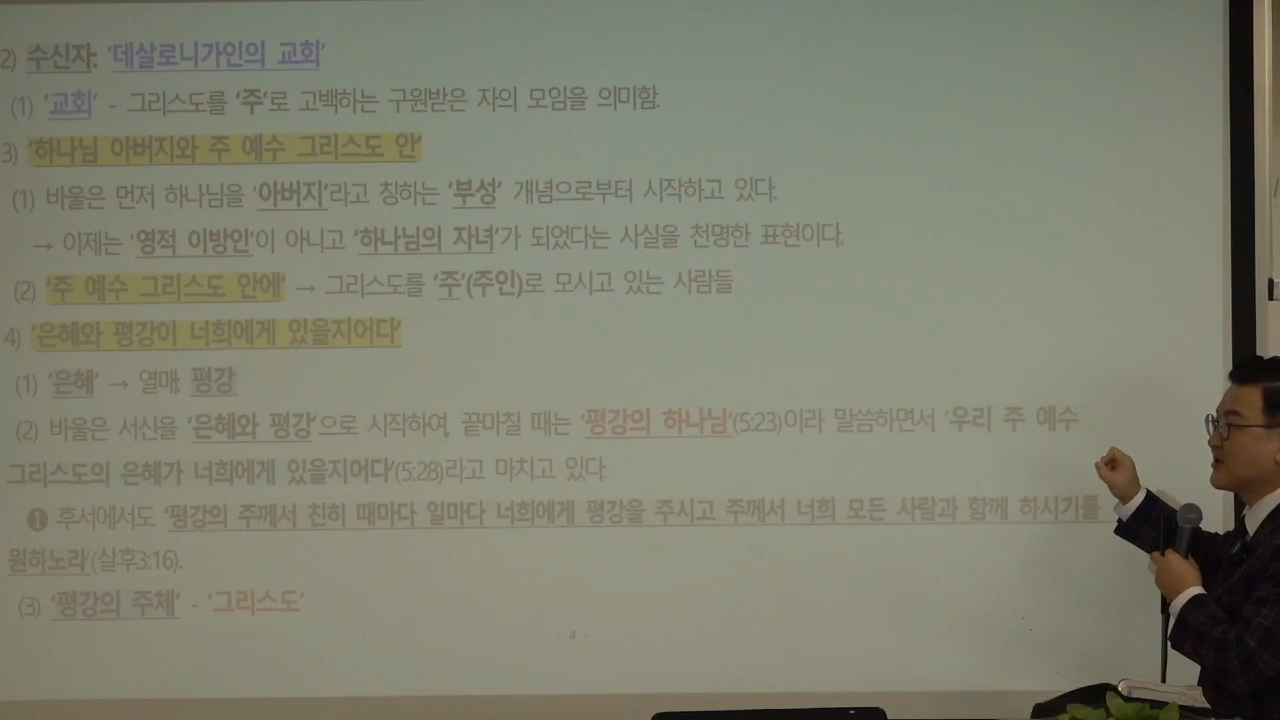 2) 수신자: '데살로니가인의 교회'
(1) '교회' - 그리스도를 '주'로 고백하는 구원받은 자의 모임을 의미함.
3) '하나님 아버지와 주 예수 그리스도 안'
(1) 바울은 먼저 하나님을 '아버지'라고 칭하는 '부성' 개념으로부터 시작하고 있다.
→ 이제는 '영적 이방인'이 아니고 '하나님의 자녀'가 되었다는 사실을 천명한 표현이다.
(2) '주 예수 그리스도 안에' → 그리스도를 '주'(주인)로 모시고 있는 사람들
4) '은혜와 평강이 너희에게 있을지어다'
(1) '은혜' → 열매: 평강
(2) 바울은 서신을 '은혜와 평강'으로 시작하여, 끝마칠 때는 '평강의 하나님'(5:23)이라 말씀하면서 '우리 주 예수
그리스도의 은혜가 너희에게 있을지어다'(5:28)라고 마치고 있다.
❶ 후서에서도 '평강의 주께서 친히 때마다 일마다 너희에게 평강을 주시고 주께서 너희 모든 사람과 함께 하시기를
원하노라'(살후3:16).
(3) '평강의 주체' - '그리스도'
- 4 -